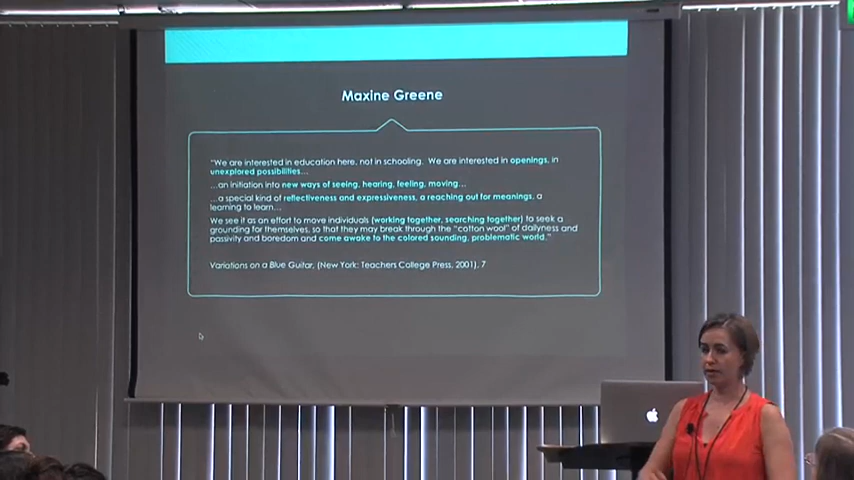 Maxine Greene
"We are interested in education here, not in schooling. We are interested in openings, in
unexplored possibilities...
...an initiation into new ways of seeing, hearing, feeling, moving...
...a special kind of reflectiveness and expressiveness, a reaching out for meanings, a
learning to learn...
We see it as an effort to move individuals (working together, searching together) to seek a
grounding for themselves, so that they may break through the "cotton wool" of dailyness and
passivity and boredom and come awake to the colored sounding, problematic world."
Variations on a Blue Guitar, (New York: Teachers College Press, 2001), 7